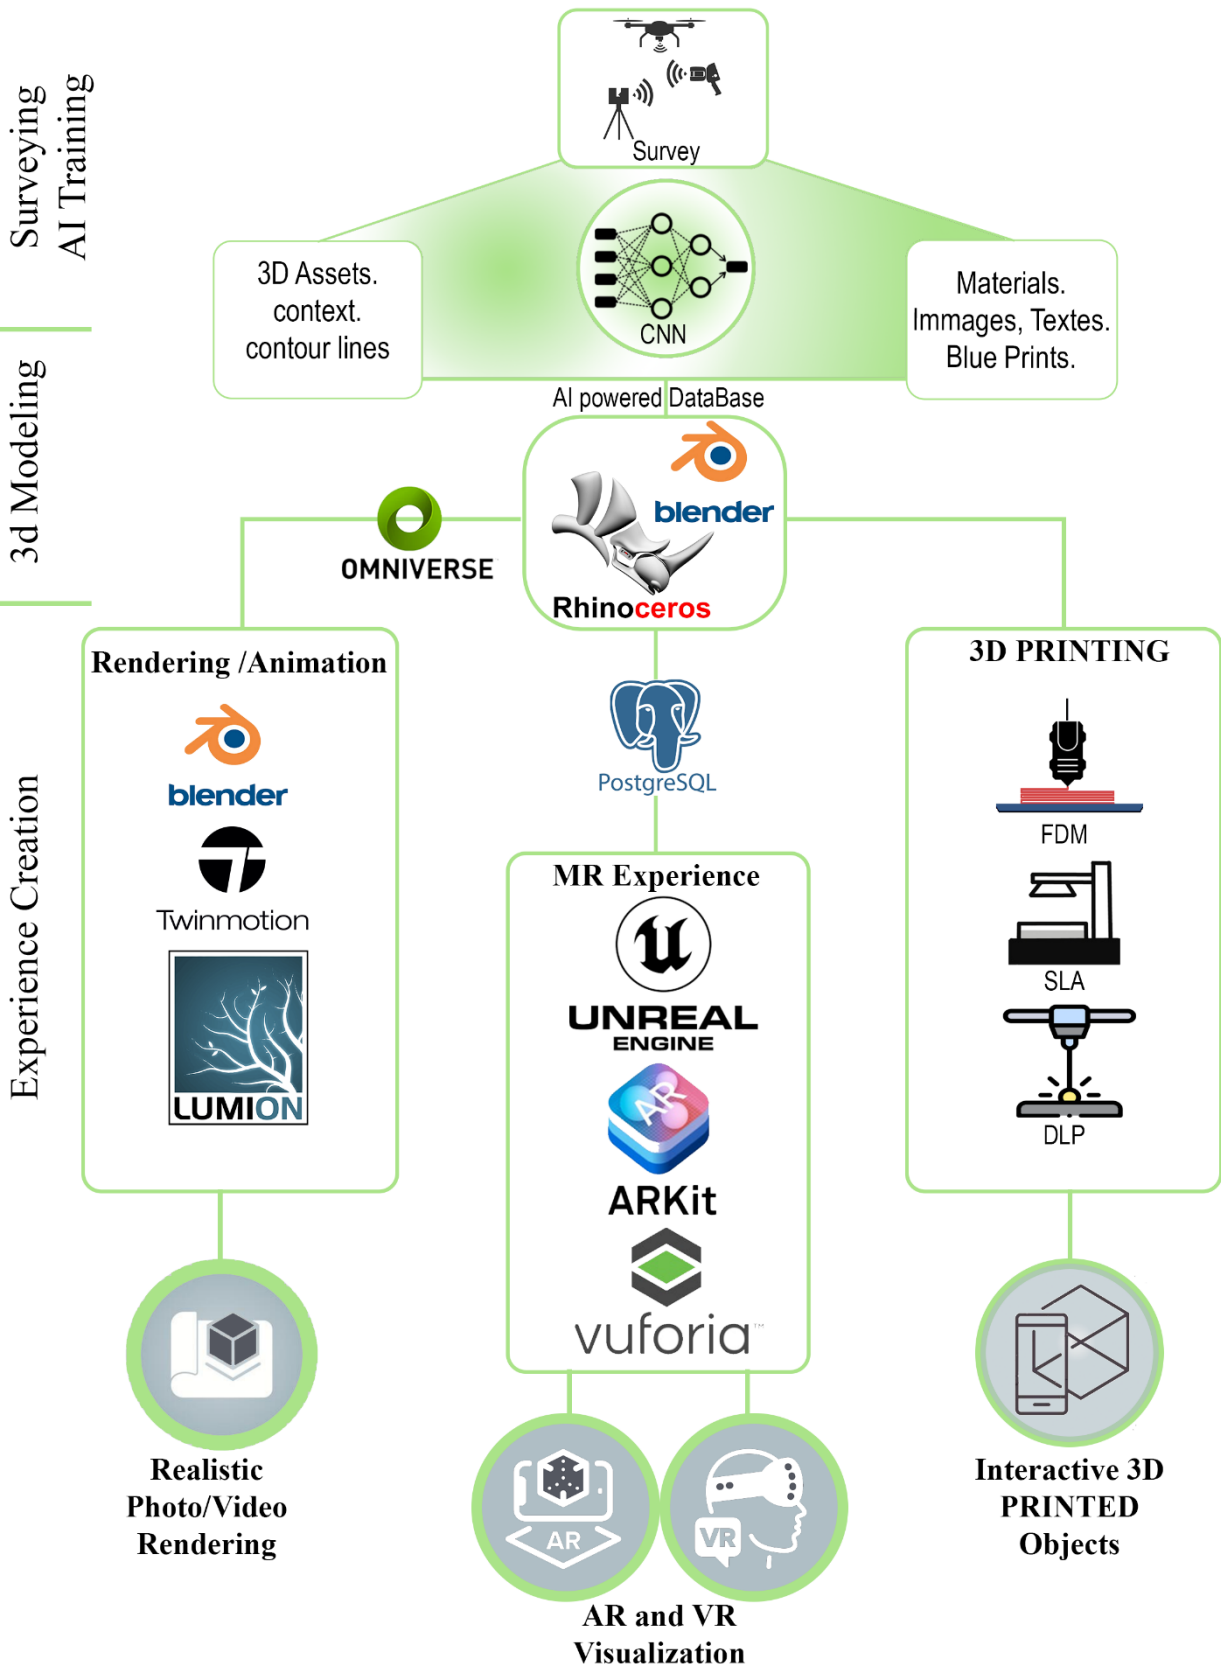 Surveying
AI Training
Survey
3D Assets.
context.
contour lines
CNN
Materials.
Immages, Textes.
Blue Prints.
AI powered DataBase
3d Modeling
blender
OMNIVERSE
Rhinoceros
Experience Creation
Rendering /Animation
blender
Twinmotion
LUMION
PostgreSQL
MR Experience
UNREAL
ENGINE
AR
ARKit
vuforia™
3D PRINTING
FDM
SLA
DLP
Realistic
Photo/Video
Rendering
AR
VR
AR and VR
Visualization
Interactive 3D
PRINTED
Objects